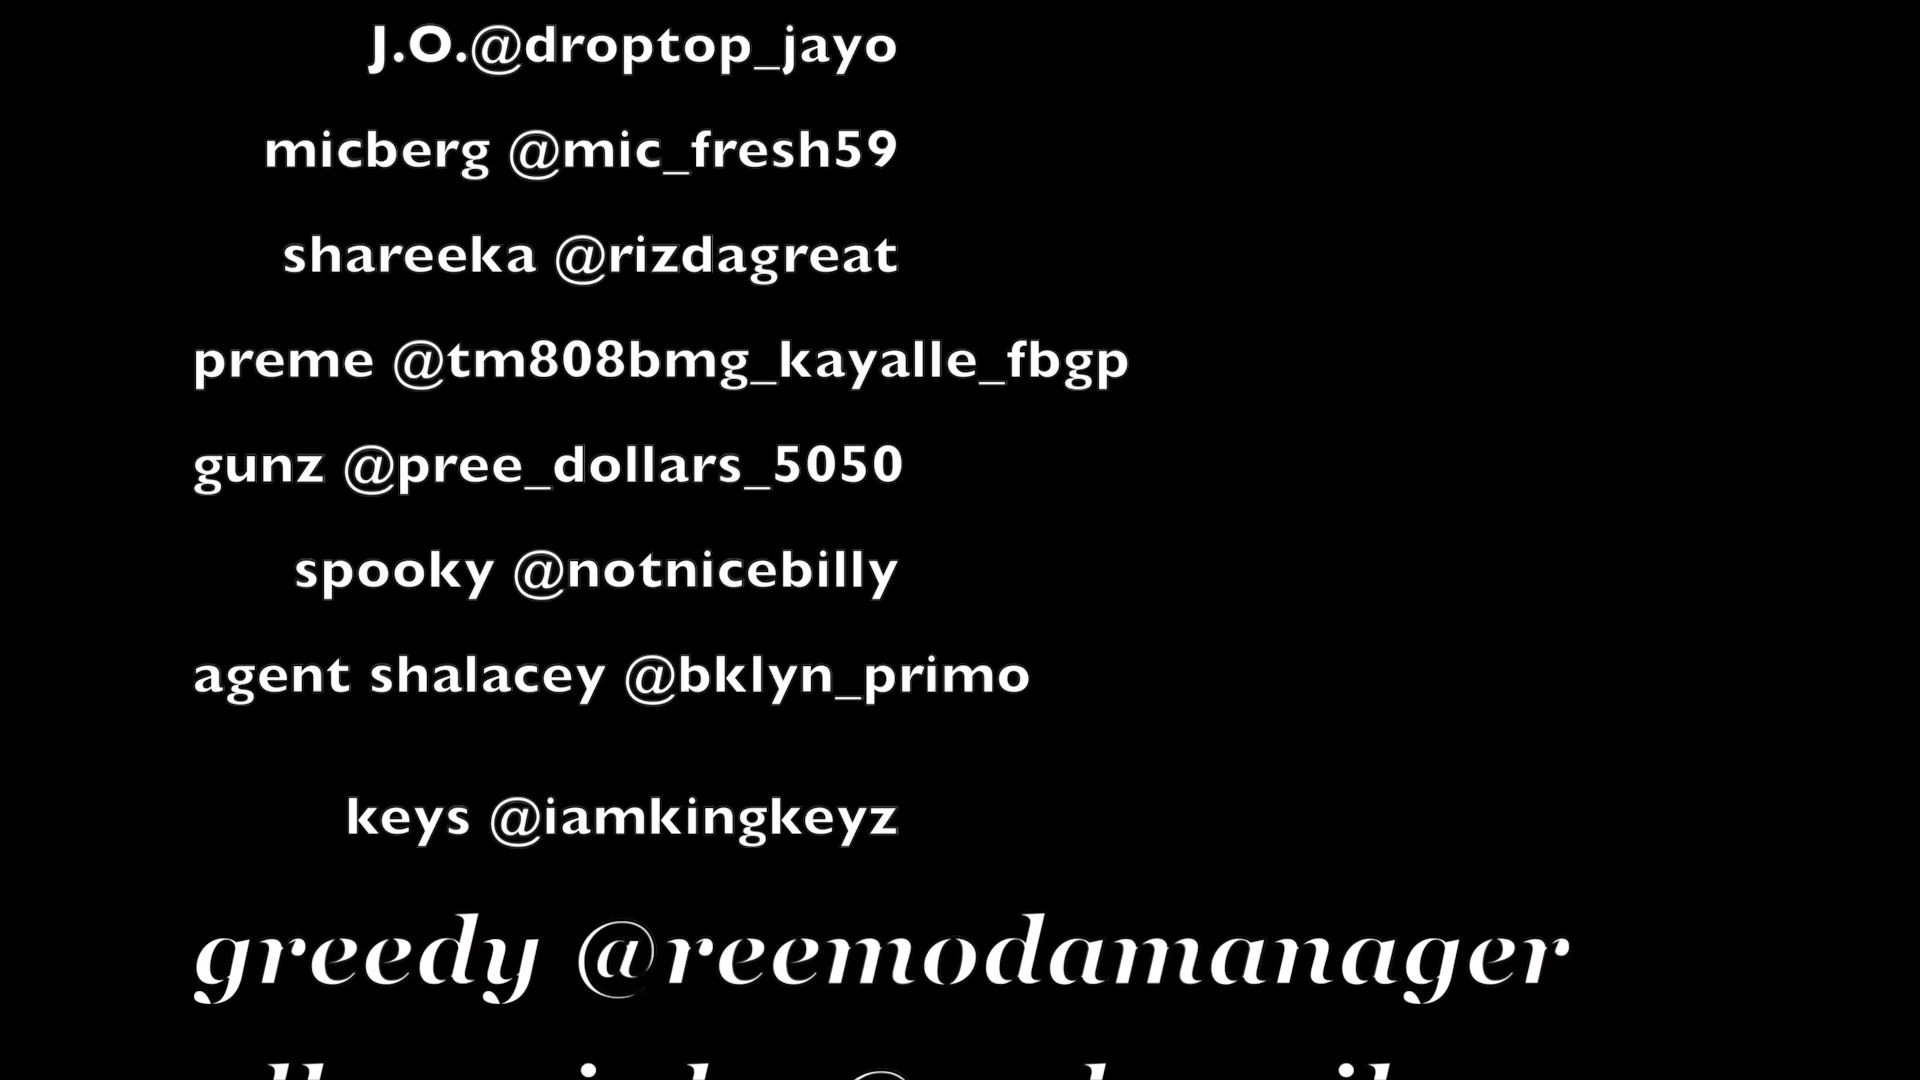 J.O.@droptop_jayo
micberg @mic_fresh59
shareeka @rizdagreat
preme @tm808bmg_kayalle_fbgp
gunz @pree_dollars_5050
spooky @notnicebilly
agent shalacey @bklyn_primo
keys @iamkingkeyz
greedy @reemodamanager